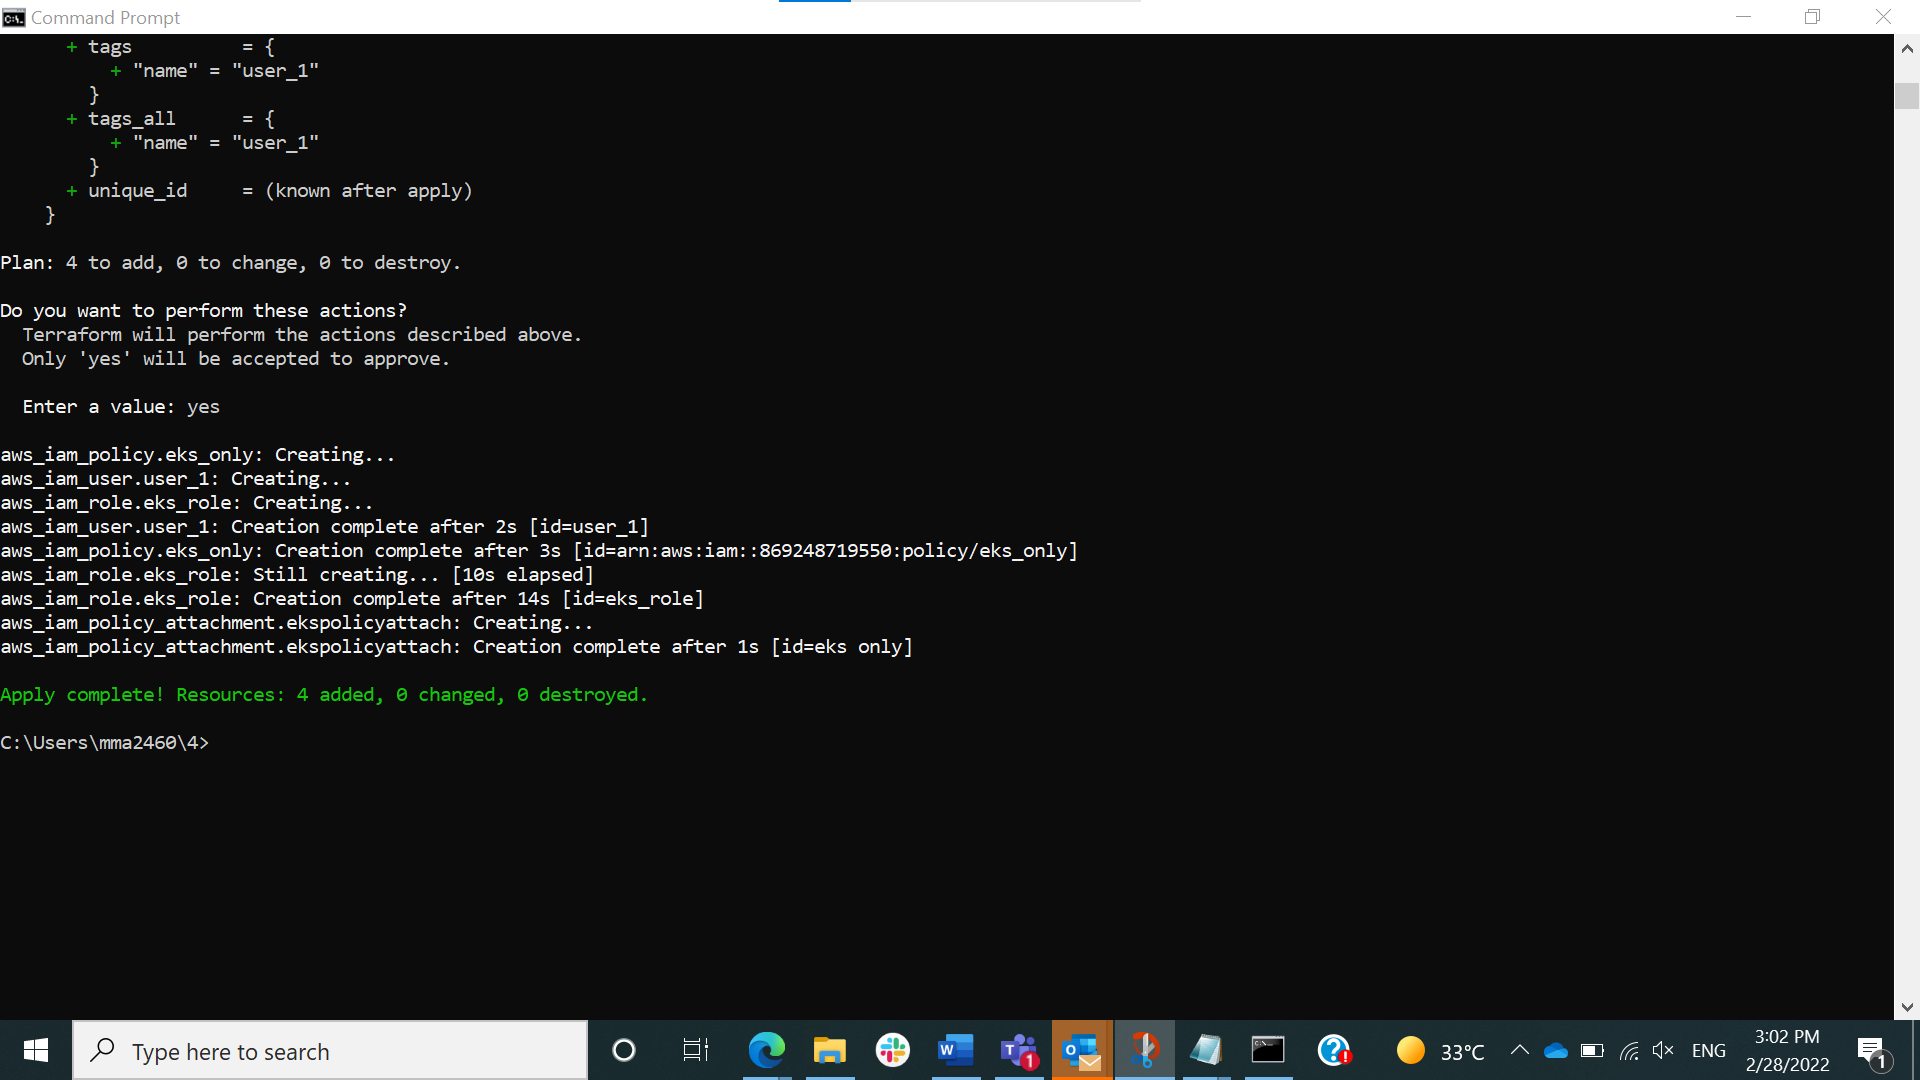 Command Prompt
+ tags          = {
+ "name" = "user_1"
}
+ tags_all      = {
+ "name" = "user_1"
}
+ unique_id     = (known after apply)
}
Plan: 4 to add, 0 to change, 0 to destroy.
Do you want to perform these actions?
Terraform will perform the actions described above.
Only 'yes' will be accepted to approve.
Enter a value: yes
aws_iam_policy.eks_only: Creating...
aws_iam_user.user_1: Creating...
aws_iam_role.eks_role: Creating...
aws_iam_user.user_1: Creation complete after 2s [id=user_1]
aws_iam_policy.eks_only: Creation complete after 3s [id=arn:aws:iam::869248719550:policy/eks_only]
aws_iam_role.eks_role: Still creating... [10s elapsed]
aws_iam_role.eks_role: Creation complete after 14s [id=eks_role]
aws_iam_policy_attachment.ekspolicyattach: Creating...
aws_iam_policy_attachment.ekspolicyattach: Creation complete after 1s [id=eks only]
Apply complete! Resources: 4 added, 0 changed, 0 destroyed.
C:\Users\mma2460\4>
Type here to search
33°C
ENG
3:02 PM
2/28/2022
1
1